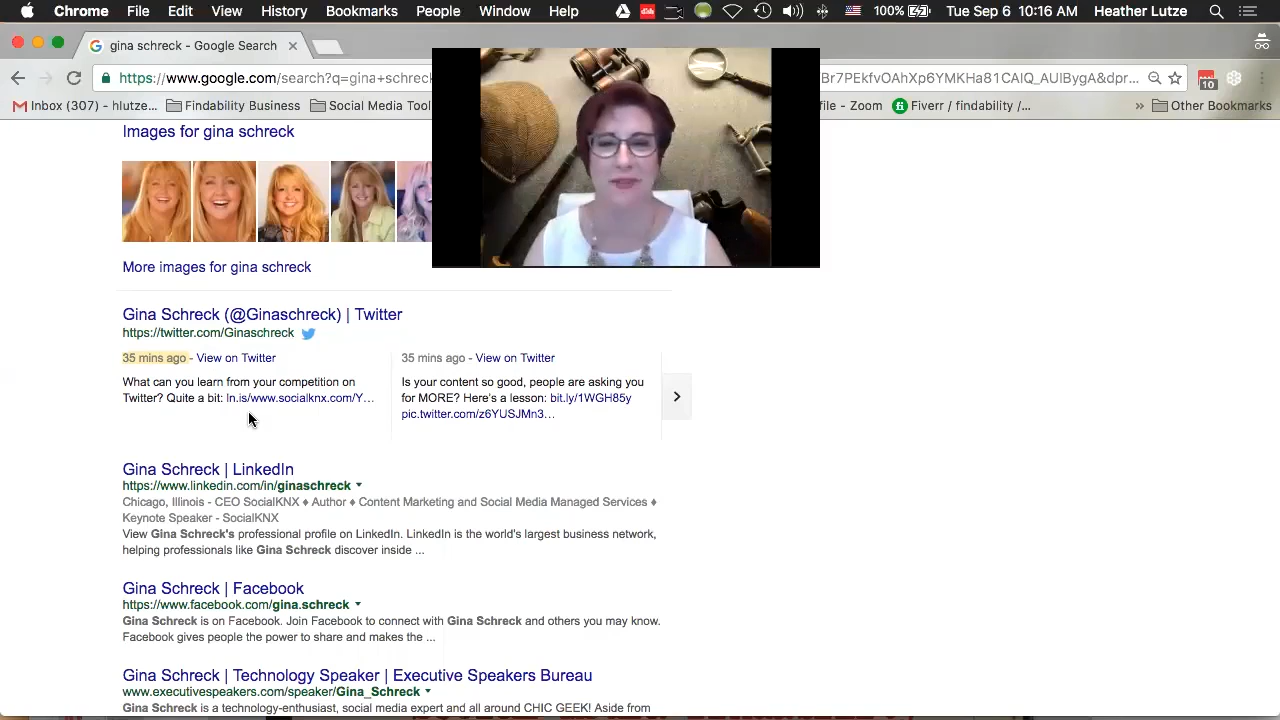 Chrome File Edit View History Bookmarks People Window Help 100% Tue Sep 6 10:16 AM Heather Lutze
gina schreck - Google Search
https://www.google.com/search?q=gina+schreck
Br7PEkfvOAhXp6YMKHa81CAIQ_AUIBygA&dpr... 10
Inbox (307) - hlutze... Findability Business Social Media Tool file - Zoom Fiverr / findability /... » Other Bookmarks
Images for gina schreck
More images for gina schreck
Gina Schreck (@Ginaschreck) | Twitter
https://twitter.com/Ginaschreck
35 mins ago - View on Twitter
What can you learn from your competition on
Twitter? Quite a bit: ln.is/www.socialknx.com/Y…
35 mins ago - View on Twitter
Is your content so good, people are asking you
for MORE? Here's a lesson: bit.ly/1WGH85y
pic.twitter.com/z6YUSJMn3…
Gina Schreck | LinkedIn
https://www.linkedin.com/in/ginaschreck
Chicago, Illinois - CEO SocialKNX ♦ Author ♦ Content Marketing and Social Media Managed Services ♦
Keynote Speaker - SocialKNX
View Gina Schreck's professional profile on LinkedIn. LinkedIn is the world's largest business network,
helping professionals like Gina Schreck discover inside ...
Gina Schreck | Facebook
https://www.facebook.com/gina.schreck
Gina Schreck is on Facebook. Join Facebook to connect with Gina Schreck and others you may know.
Facebook gives people the power to share and makes the ...
Gina Schreck | Technology Speaker | Executive Speakers Bureau
www.executivespeakers.com/speaker/Gina_Schreck
Gina Schreck is a technology-enthusiast, social media expert and all around CHIC GEEK! Aside from